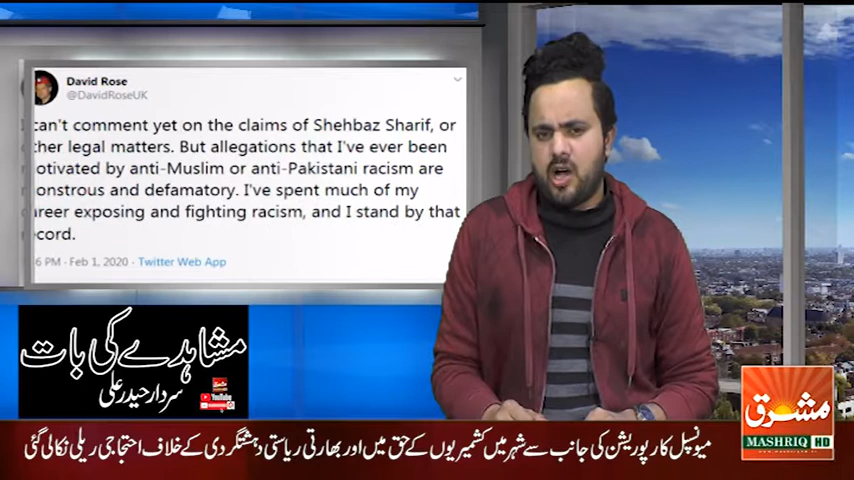 David Rose
@DavidRoseUK
can't comment yet on the claims of Shehbaz Sharif, or
ther legal matters. But allegations that I've ever been
otivated by anti-Muslim or anti-Pakistani racism are
onstrous and defamatory. I've spent much of my
areer exposing and fighting racism, and I stand by that
ecord.
6 PM · Feb 1, 2020 · Twitter Web App
مشاہدے کی بات
سردار حیدر علی
YouTube
مشرق
MASHRIQ HD
میونسپل کارپوریشن کی جانب سے شہر میں کشمیریوں کے حق میں اور بھارتی ریاستی دہشتگردی کے خلاف احتجاجی ریلی نکالی گئی